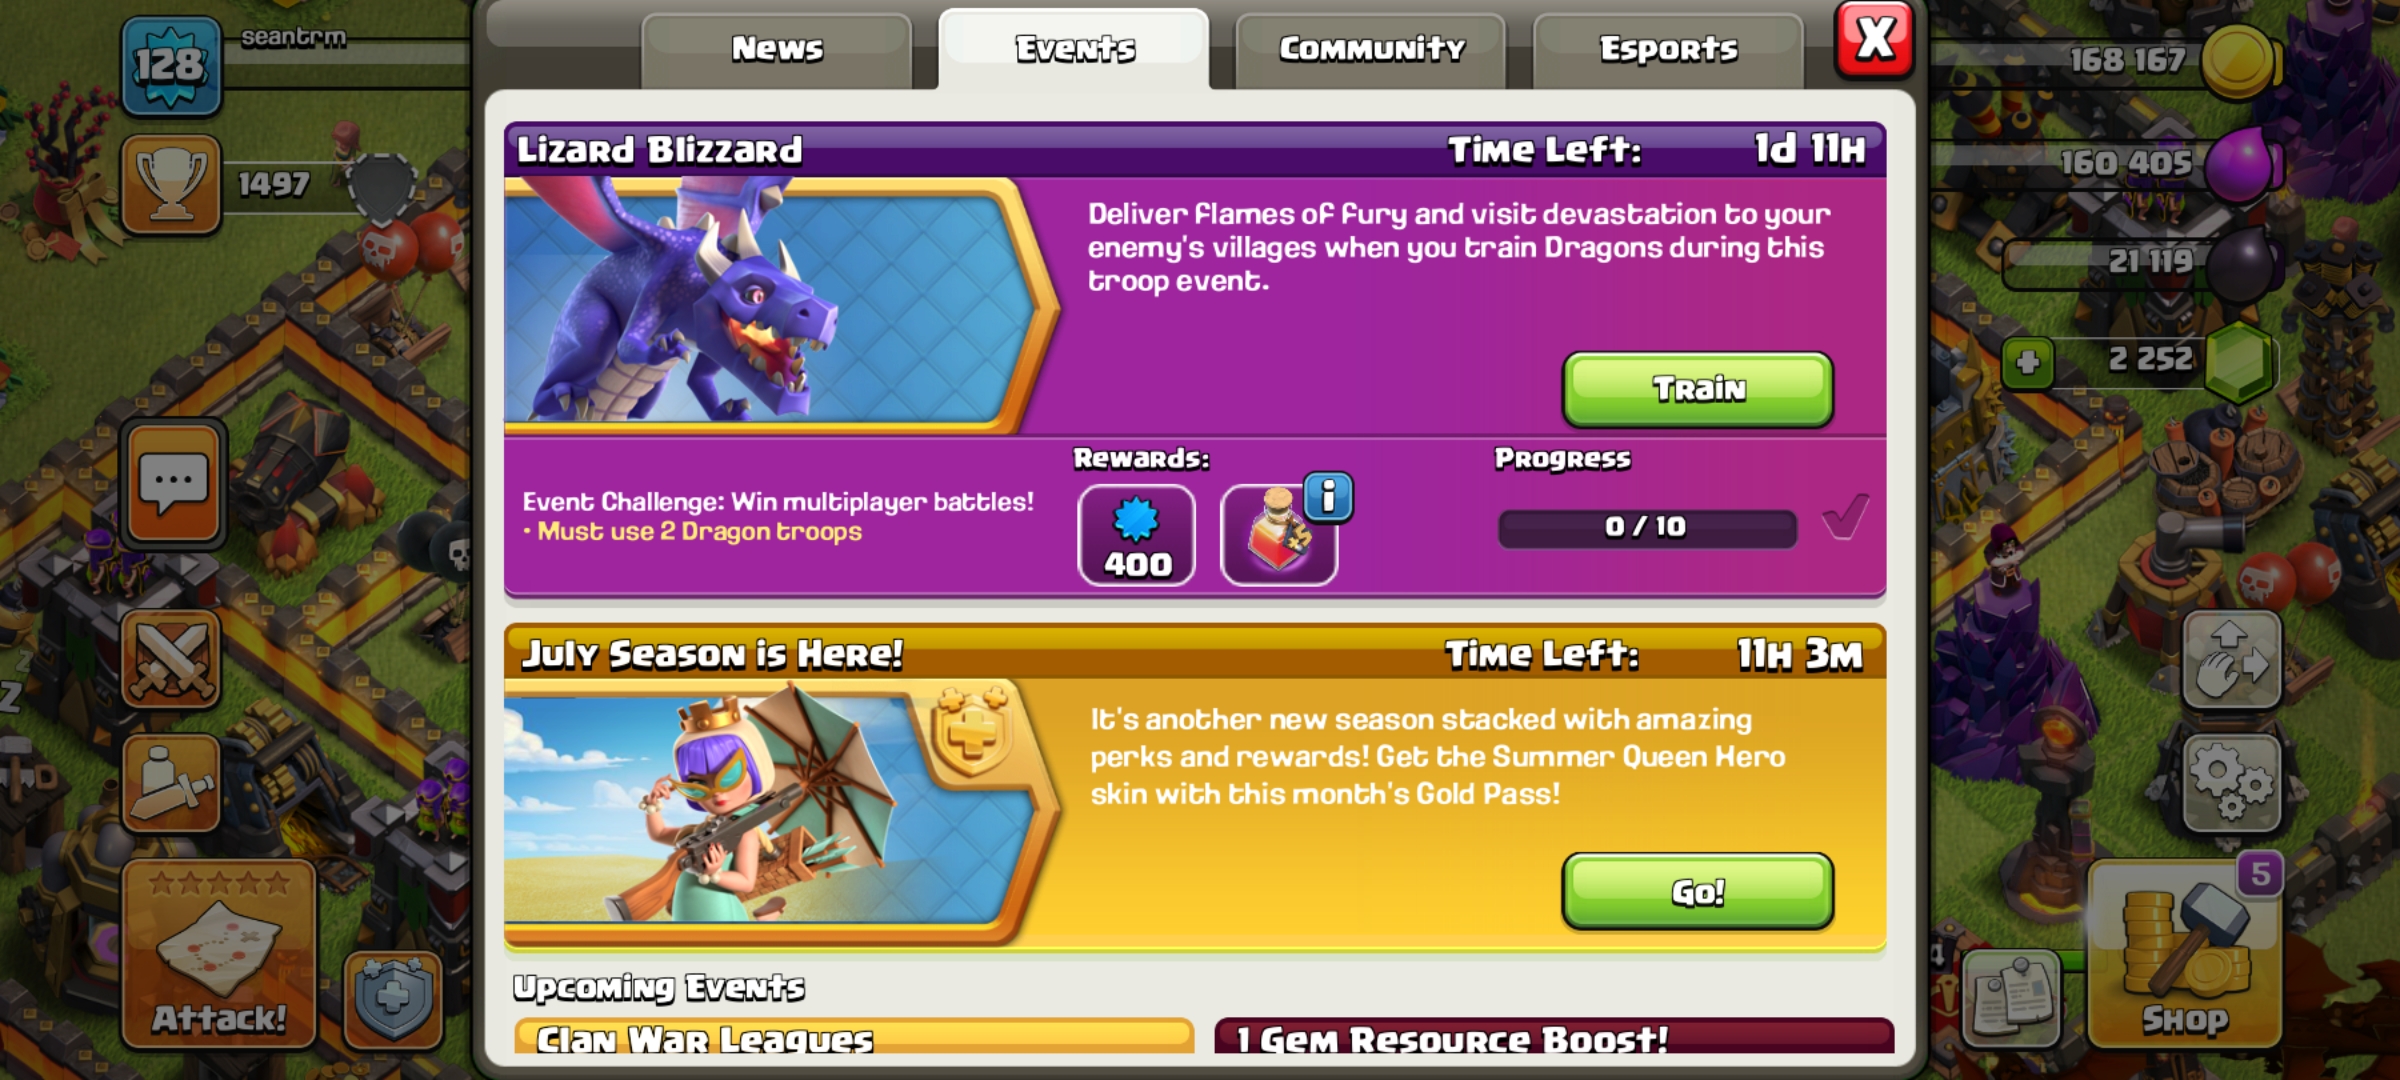 128
seantrm
News
Events
Community
Esports
X
168 167
1497
160 405
21 119
2 252
Lizard Blizzard
Time Left: 1d 11H
Deliver flames of fury and visit devastation to your
enemy's villages when you train Dragons during this
troop event.
Train
Event Challenge: Win multiplayer battles!
• Must use 2 Dragon troops
Rewards:
400
i
Progress
0 / 10
July Season is Here!
Time Left: 11H 3M
It's another new season stacked with amazing
perks and rewards! Get the Summer Queen Hero
skin with this month's Gold Pass!
Go!
Upcoming Events
Clan War Leagues
1 Gem Resource Boost!
Attack!
5
Shop